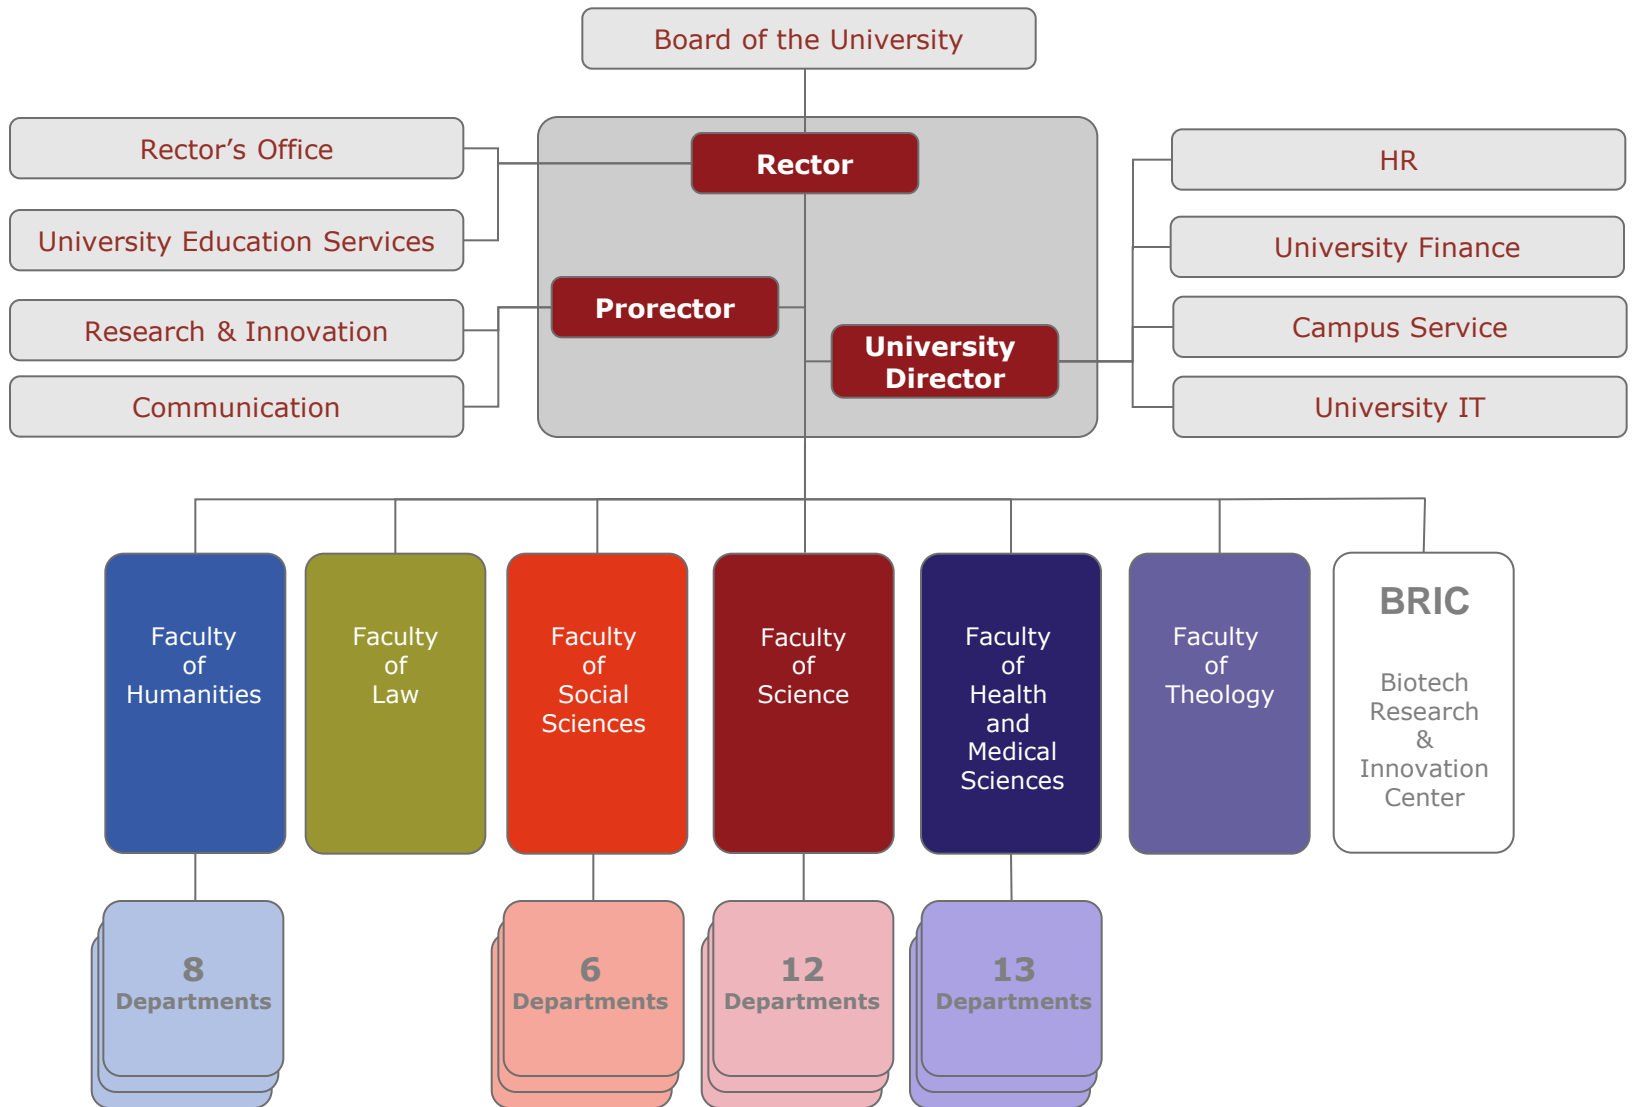 Board of the University
Rector’s Office
University Education Services
Research & Innovation
Communication
Rector
Prorector
University
Director
HR
University Finance
Campus Service
University IT
Faculty
of
Humanities
Faculty
of
Law
Faculty
of
Social
Sciences
Faculty
of
Science
Faculty
of
Health
and
Medical
Sciences
Faculty
of
Theology
BRIC
Biotech
Research
&
Innovation
Center
8
Departments
6
Departments
12
Departments
13
Departments